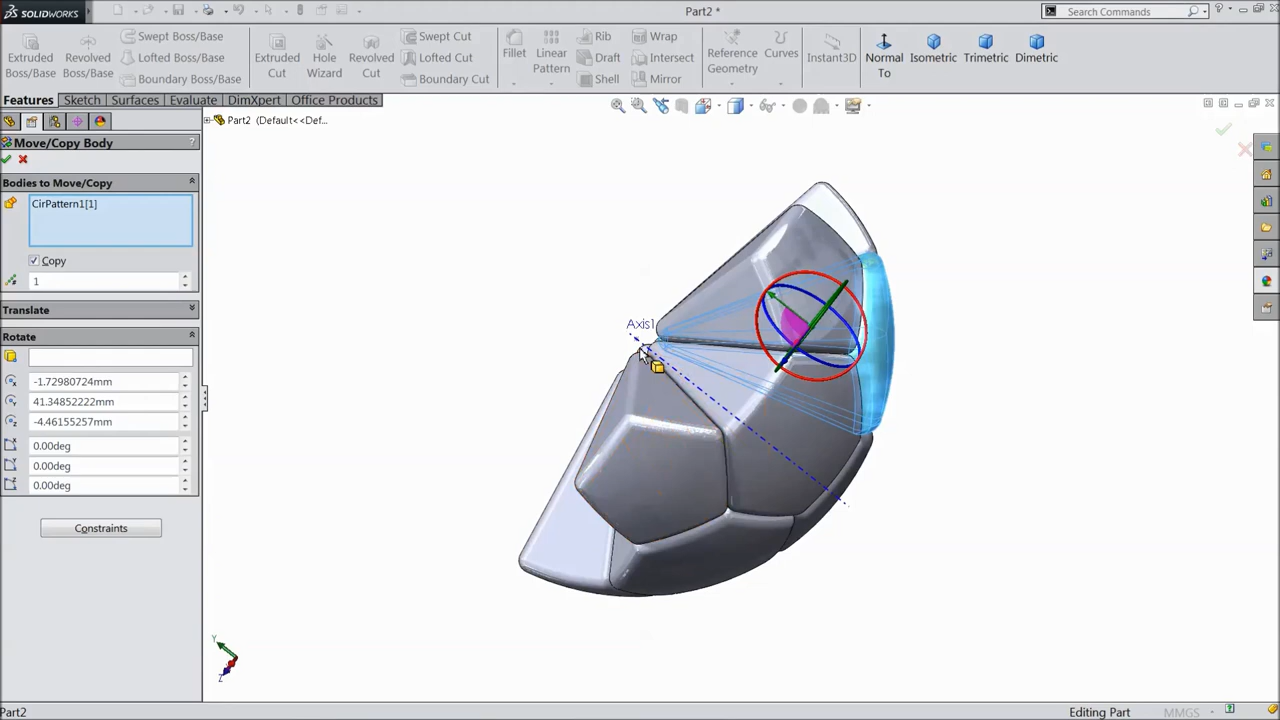 SOLIDWORKS
Part2 *
Search Commands
Extruded Boss/Base
Revolved Boss/Base
Swept Boss/Base
Lofted Boss/Base
Boundary Boss/Base
Extruded Cut
Hole Wizard
Revolved Cut
Swept Cut
Lofted Cut
Boundary Cut
Fillet
Linear Pattern
Rib
Draft
Shell
Wrap
Intersect
Mirror
Reference Geometry
Curves
Instant3D
Normal To
Isometric
Trimetric
Dimetric
Features
Sketch
Surfaces
Evaluate
DimXpert
Office Products
Part2 (Default<<Def...
Move/Copy Body
?
Bodies to Move/Copy
CirPattern1[1]
Copy
1
Translate
Rotate
-1.72980724mm
41.34852222mm
-4.46155257mm
0.00deg
0.00deg
0.00deg
Constraints
Axis1
Y
Z
Part2
Editing Part
MMGS